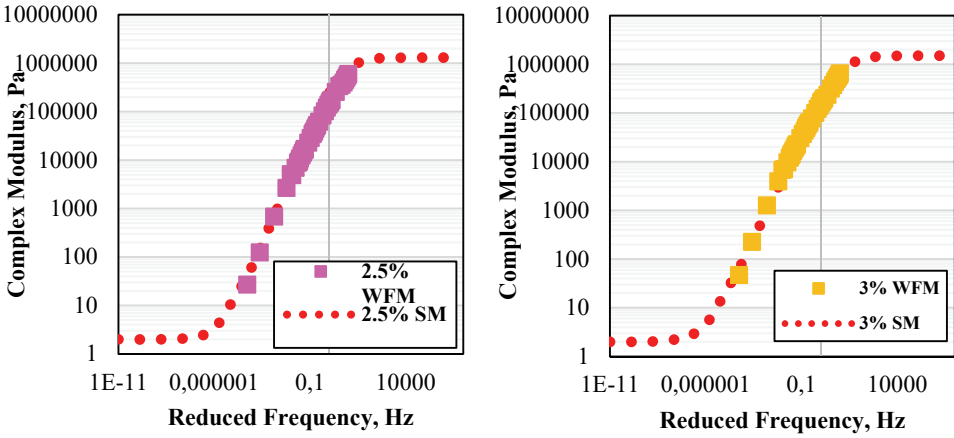 Complex Modulus, Pa
10000000
1000000
100000
10000
1000
100
10
1
2.5%
WFM
2.5% SM
1E-11
0,000001
0,1
10000
Reduced Frequency, Hz
Complex Modulus, Pa
10000000
1000000
100000
10000
1000
100
10
1
3% WFM
3% SM
1E-11
0,000001
0,1
10000
Reduced Frequency, Hz